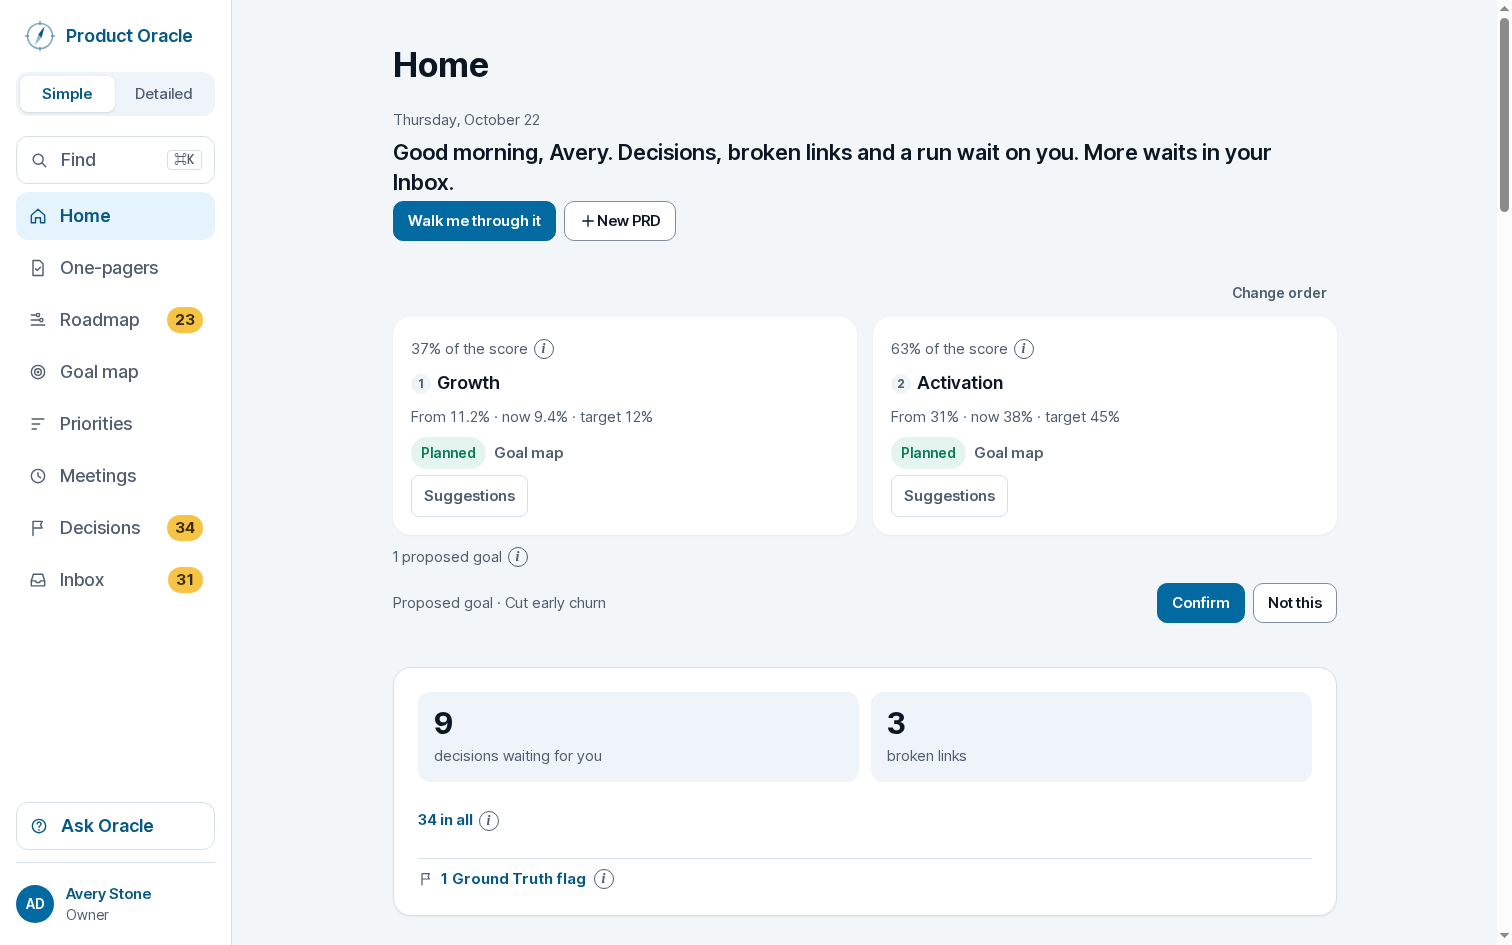 Product Oracle
Simple
Detailed
Find
⌘K
Home
One-pagers
Roadmap
23
Goal map
Priorities
Meetings
Decisions
34
Inbox
31
Ask Oracle
AD
Avery Stone
Owner
Home
Thursday, October 22
Good morning, Avery. Decisions, broken links and a run wait on you. More waits in your
Inbox.
Walk me through it
+ New PRD
Change order
37% of the score i
1 Growth
From 11.2% · now 9.4% · target 12%
Planned Goal map
Suggestions
63% of the score i
2 Activation
From 31% · now 38% · target 45%
Planned Goal map
Suggestions
1 proposed goal i
Proposed goal · Cut early churn
Confirm
Not this
9
decisions waiting for you
3
broken links
34 in all i
1 Ground Truth flag i